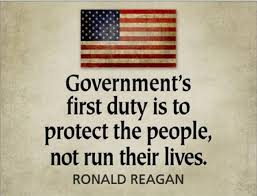 Government's
first duty is to
protect the people,
not run their lives.
RONALD REAGAN